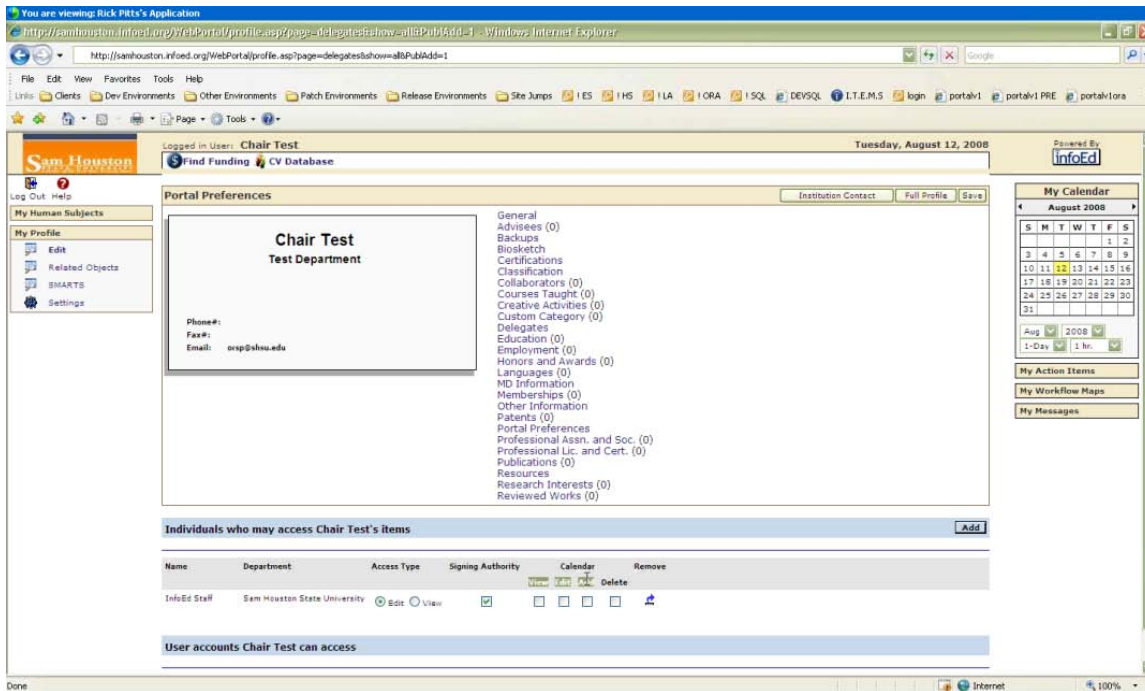 You are viewing: Rick Pitts's Application
http://samhouston.infoed.org/WebPortal/profile.asp?page=delegates&show=all&PublAdd=1 - Windows Internet Explorer
http://samhouston.infoed.org/WebPortal/profile.asp?page=delegates&show=all&PublAdd=1
Google
File Edit View Favorites Tools Help
Links Clients Dev Environments Other Environments Patch Environments Release Environments Site Jumps ! ES ! HS ! LA ! ORA ! SQL DEVSQL I.T.E.M.S login portalv1 portalv1 PRE portalv1ora
Page Tools
Logged in User: Chair Test Tuesday, August 12, 2008
Sam Houston
Find Funding CV Database
Powered By
infoEd
Log Out Help
My Human Subjects
My Profile
Edit
Related Objects
SMARTS
Settings
Portal Preferences Institution Contact Full Profile Save
Chair Test
Test Department
Phone#:
Fax#:
Email: orsp@shsu.edu
General
Advisees (0)
Backups
Biosketch
Certifications
Classification
Collaborators (0)
Courses Taught (0)
Creative Activities (0)
Custom Category (0)
Delegates
Education (0)
Employment (0)
Honors and Awards (0)
Languages (0)
MD Information
Memberships (0)
Other Information
Patents (0)
Portal Preferences
Professional Assn. and Soc. (0)
Professional Lic. and Cert. (0)
Publications (0)
Resources
Research Interests (0)
Reviewed Works (0)
My Calendar
August 2008
S M T W T F S
1 2
3 4 5 6 7 8 9
10 11 12 13 14 15 16
17 18 19 20 21 22 23
24 25 26 27 28 29 30
31
Aug 2008
1-Day 1 hr.
My Action Items
My Workflow Maps
My Messages
Individuals who may access Chair Test's items Add
Name Department Access Type Signing Authority Calendar Remove
View Edit Add Delete
InfoEd Staff Sam Houston State University Edit View
User accounts Chair Test can access
Done Internet 100%